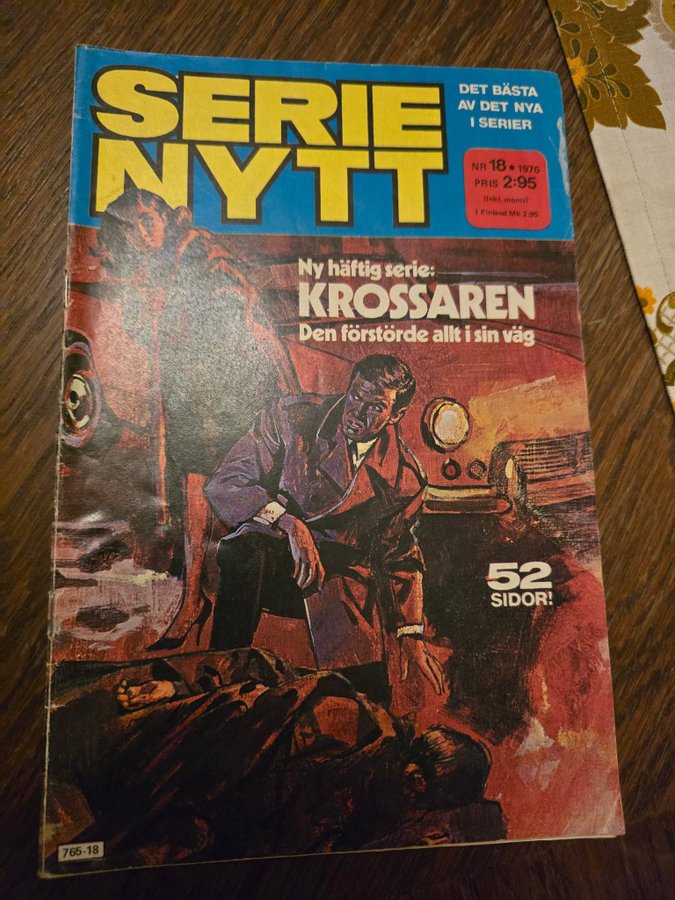 SERIE
NYTT
DET BÄSTA
AV DET NYA
I SERIER
NR 18 • 1976
PRIS 2:95
(Inkl. moms)
I Finland Mk 2:95
Ny häftig serie:
KROSSAREN
Den förstörde allt i sin väg
52
SIDOR!
765-18